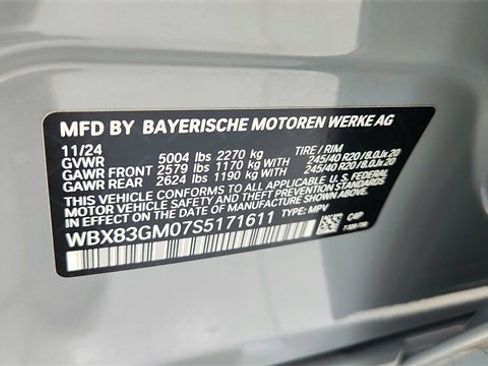 MFD BY BAYERISCHE MOTOREN WERKE AG
11/24 TIRE / RIM
GVWR 5004 lbs 2270 kg
GAWR FRONT 2579 lbs 1170 kg WITH 245/40 R20/8.0Jx20
GAWR REAR 2624 lbs 1190 kg WITH 245/40 R20/8.0Jx20
THIS VEHICLE CONFORMS TO ALL APPLICABLE FEDERAL
MOTOR VEHICLE SAFETY AND THEFT PREVENTION STANDARDS
IN EFFECT ON THE DATE OF MANUFACTURE SHOWN ABOVE.
WBX83GM07S5171611 TYPE: MPV
C4P